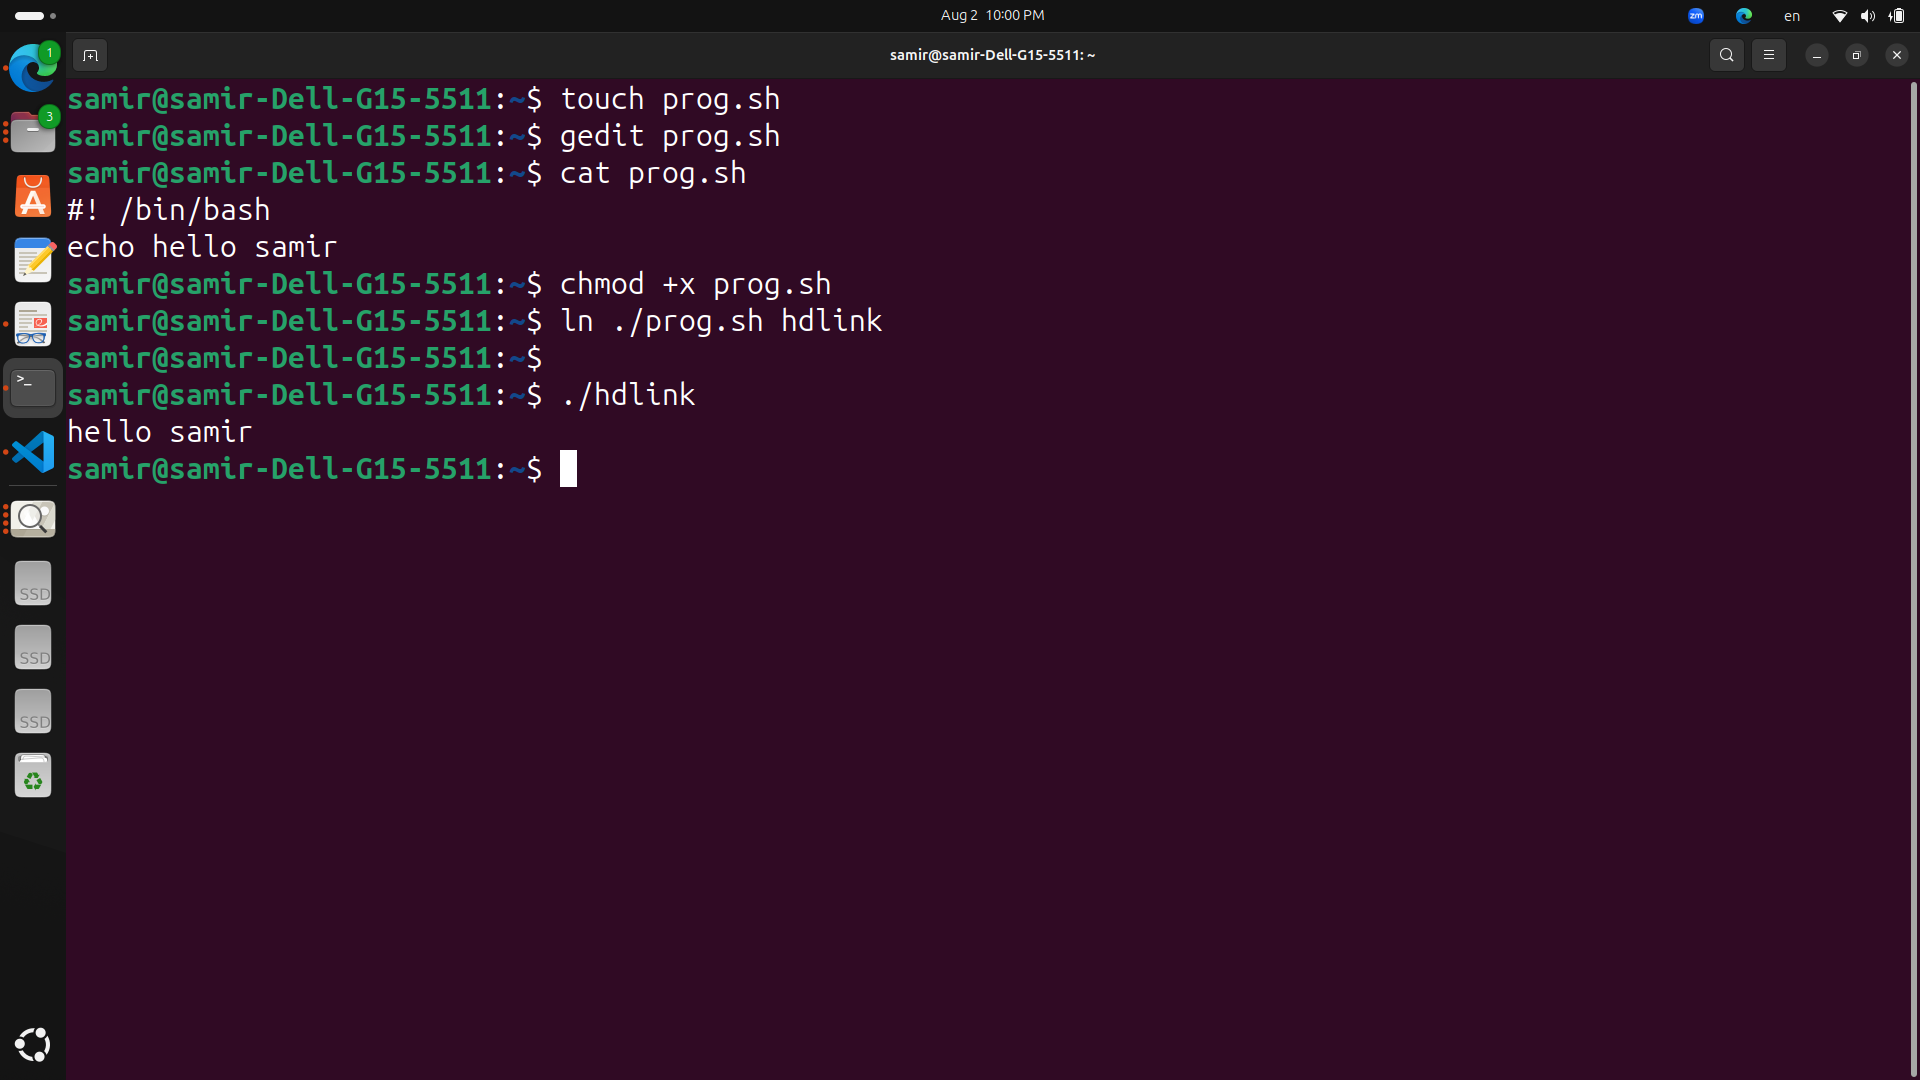 Aug 2 10:00 PM
zm
en
samir@samir-Dell-G15-5511: ~
1
3
samir@samir-Dell-G15-5511:~$ touch prog.sh
samir@samir-Dell-G15-5511:~$ gedit prog.sh
samir@samir-Dell-G15-5511:~$ cat prog.sh
#! /bin/bash
echo hello samir
samir@samir-Dell-G15-5511:~$ chmod +x prog.sh
samir@samir-Dell-G15-5511:~$ ln ./prog.sh hdlink
samir@samir-Dell-G15-5511:~$
samir@samir-Dell-G15-5511:~$ ./hdlink
hello samir
samir@samir-Dell-G15-5511:~$
>_
SSD
SSD
SSD